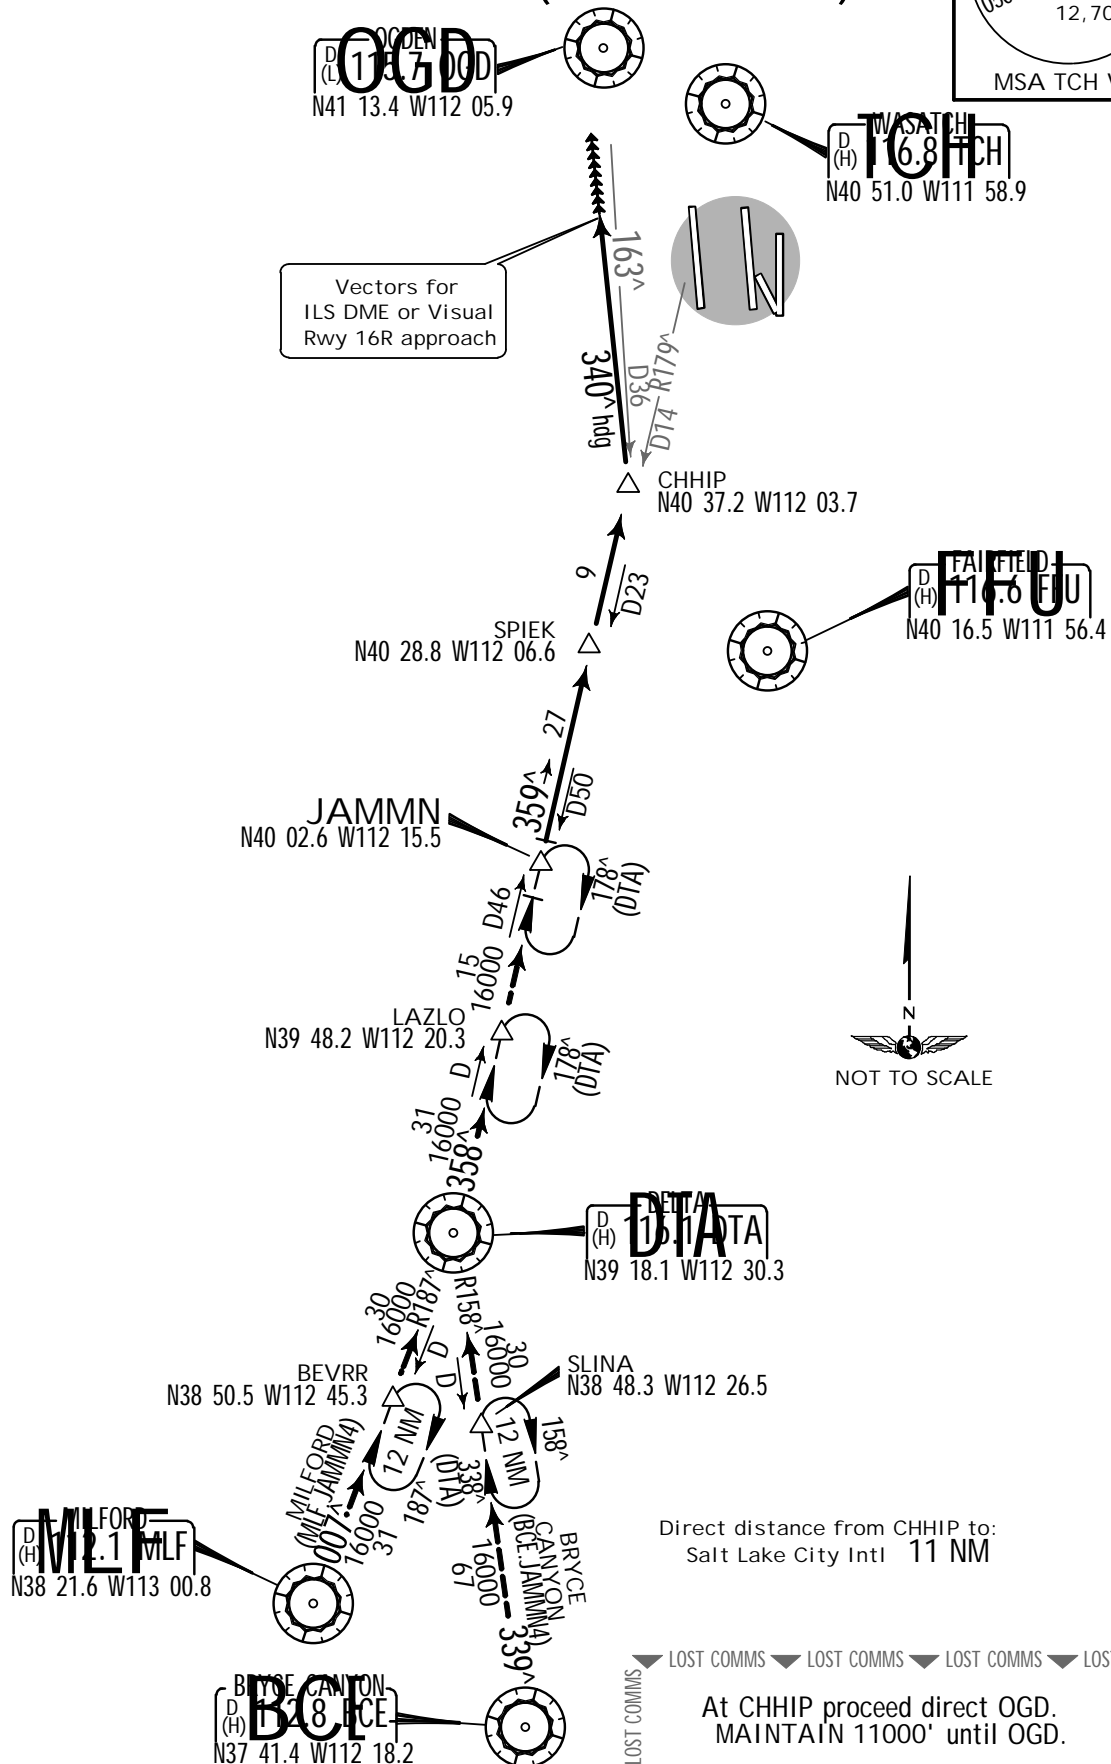 OGDEN
D
(L)
115.7 OGD
OGD
N41 13.4 W112 05.9
12,70
MSA TCH V
WASATCH
D
(H)
116.8 TCH
TCH
N40 51.0 W111 58.9
Vectors for
ILS DME or Visual
Rwy 16R approach
163^
D36
R179^
D14
340^ hdg
CHHIP
N40 37.2 W112 03.7
9
D23
FAIRFIELD
D
(H)
116.6 FFU
FFU
N40 16.5 W111 56.4
SPIEK
N40 28.8 W112 06.6
27
359^
D50
JAMMN
N40 02.6 W112 15.5
178^
(DTA)
D46
15
16000
LAZLO
N39 48.2 W112 20.3
178^
(DTA)
D
31
16000
358^
N
NOT TO SCALE
DELTA
D
(H)
116.1 DTA
DTA
N39 18.1 W112 30.3
30
16000
R187^
D
R158^
D
30
16000
BEVRR
N38 50.5 W112 45.3
SLINA
N38 48.3 W112 26.5
12 NM
187^
(DTA)
12 NM
158^
338^
(DTA)
MILFORD
(MLF.JAMMN4)
007^
16000
31
BRYCE
CANYON
(BCE.JAMMN4)
16000
67
339^
MILFORD
D
(H)
112.1 MLF
MLF
N38 21.6 W113 00.8
Direct distance from CHHIP to:
Salt Lake City Intl 11 NM
BRYCE CANYON
D
(H)
112.8 BCE
BCE
N37 41.4 W112 18.2
LOST COMMS LOST COMMS LOST COMMS LOST
LOST COMMS
At CHHIP proceed direct OGD.
MAINTAIN 11000' until OGD.